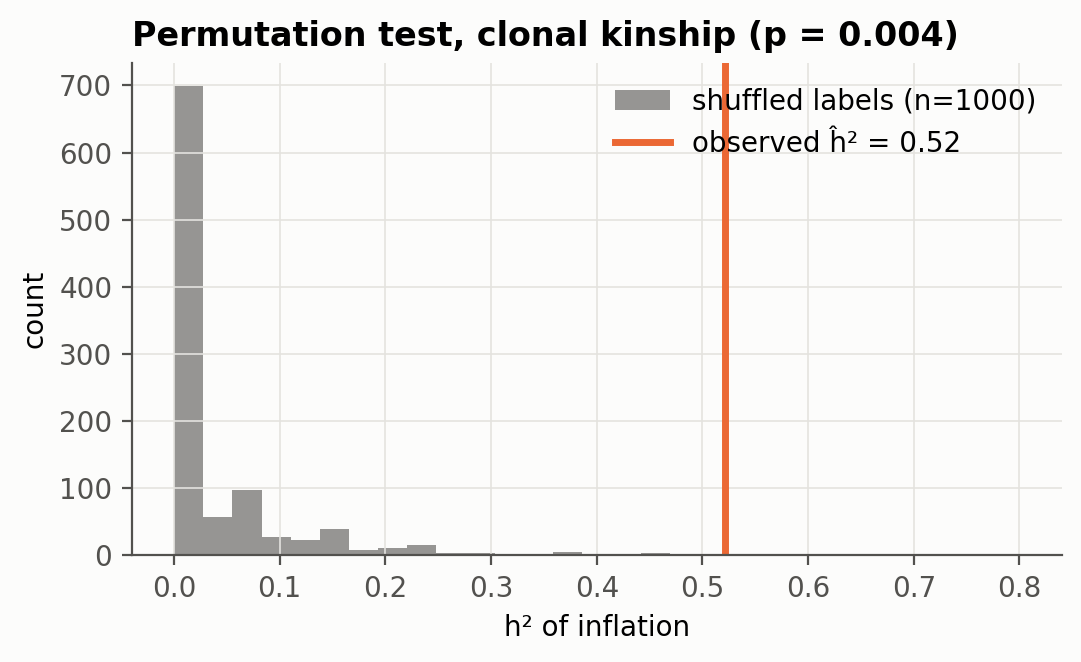 Permutation test, clonal kinship (p = 0.004)
shuffled labels (n=1000)
observed ĥ² = 0.52
700
600
500
400
300
200
100
0
count
0.0 0.1 0.2 0.3 0.4 0.5 0.6 0.7 0.8
h² of inflation